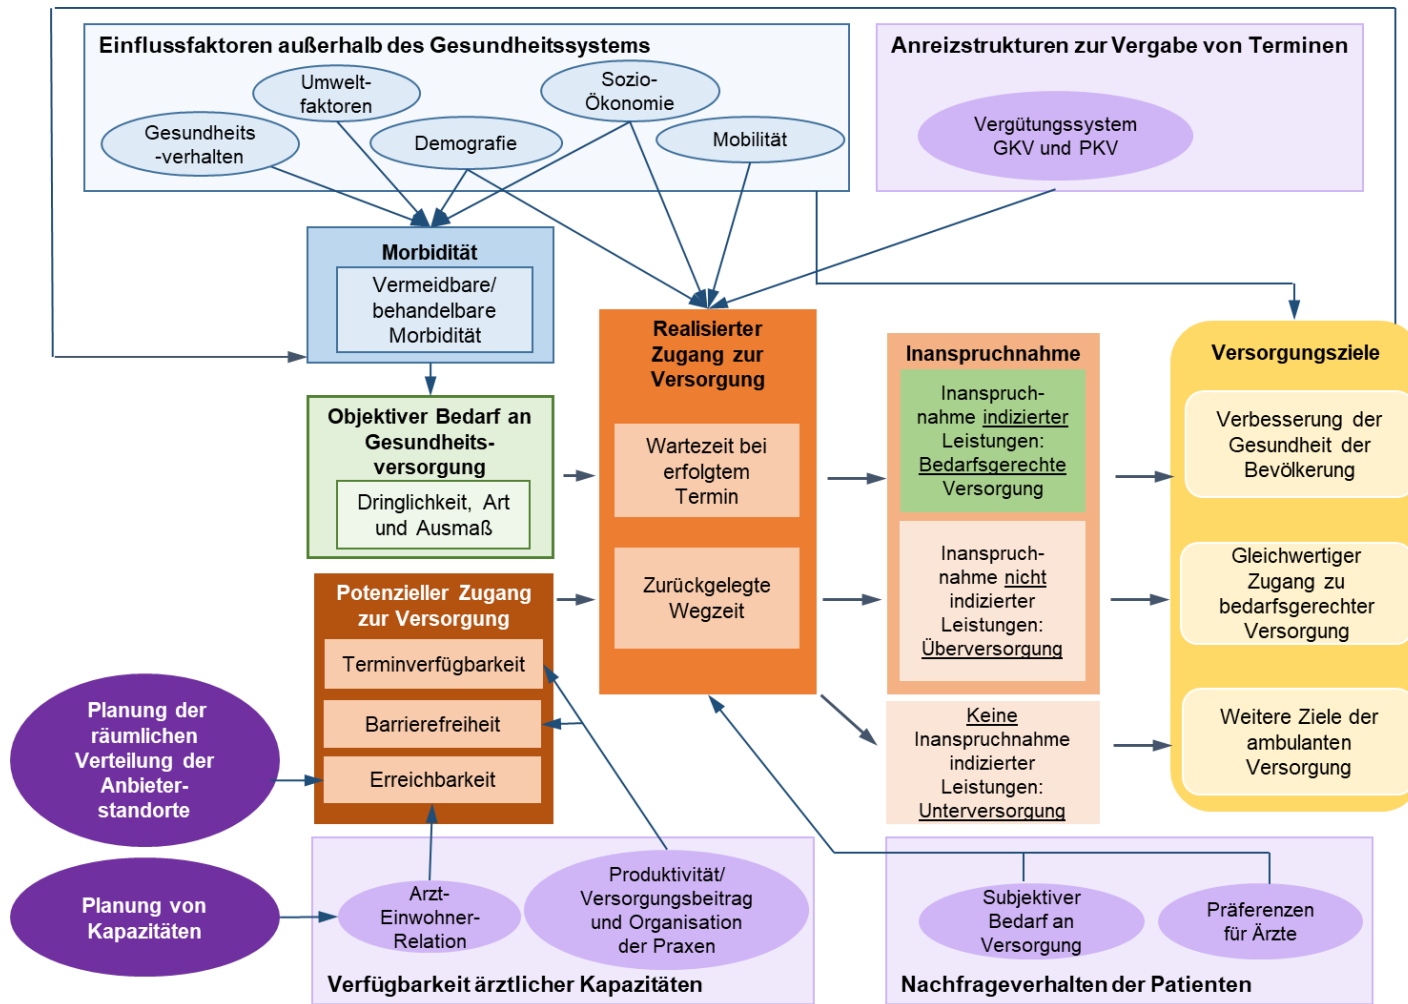 Einflussfaktoren außerhalb des Gesundheitssystems
Umwelt-
faktoren
Sozio-
Ökonomie
Gesundheits
-verhalten
Demografie
Mobilität
Anreizstrukturen zur Vergabe von Terminen
Vergütungssystem
GKV und PKV
Morbidität
Vermeidbare/
behandelbare
Morbidität
Objektiver Bedarf an
Gesundheits-
versorgung
Dringlichkeit, Art
und Ausmaß
Potenzieller Zugang
zur Versorgung
Terminverfügbarkeit
Barrierefreiheit
Erreichbarkeit
Realisierter
Zugang zur
Versorgung
Wartezeit bei
erfolgtem
Termin
Zurückgelegte
Wegzeit
Inanspruchnahme
Inanspruch-
nahme indizierter
Leistungen:
Bedarfsgerechte
Versorgung
Inanspruch-
nahme nicht
indizierter
Leistungen:
Überversorgung
Keine
Inanspruchnahme
indizierter
Leistungen:
Unterversorgung
Versorgungsziele
Verbesserung der
Gesundheit der
Bevölkerung
Gleichwertiger
Zugang zu
bedarfsgerechter
Versorgung
Weitere Ziele der
ambulanten
Versorgung
Planung der
räumlichen
Verteilung der
Anbieter-
standorte
Planung von
Kapazitäten
Arzt-
Einwohner-
Relation
Produktivität/
Versorgungsbeitrag
und Organisation
der Praxen
Verfügbarkeit ärztlicher Kapazitäten
Subjektiver
Bedarf an
Versorgung
Präferenzen
für Ärzte
Nachfrageverhalten der Patienten